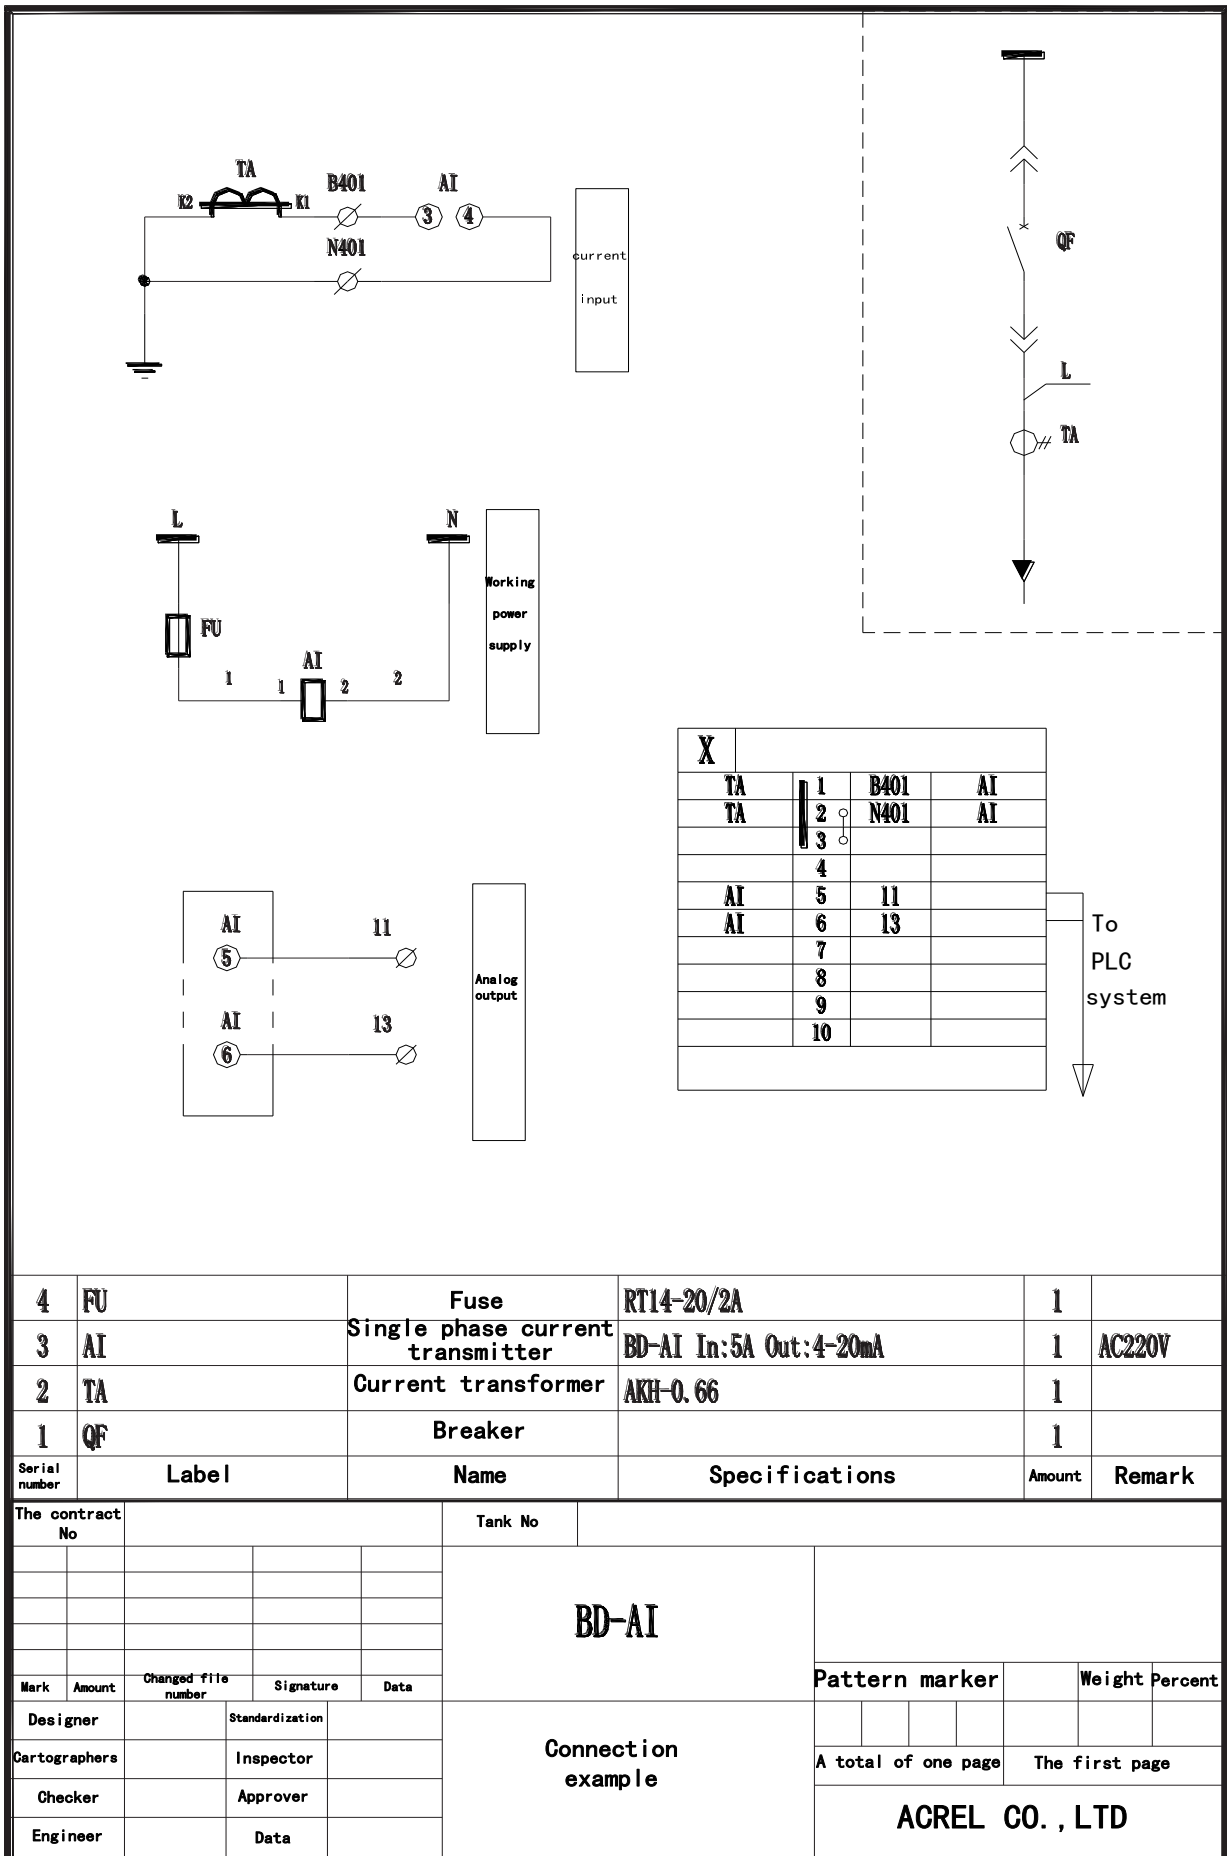 TA
K2
K1
B401
AI
3
4
N401
current
input
QF
L
TA
L
N
FU
1
1
AI
2
2
Working
power
supply
X
TA 1 B401 AI
TA 2 N401 AI
3
4
AI 5 11
AI 6 13
7
8
9
10
To
PLC
system
AI
5
11
AI
6
13
Analog
output
4 FU Fuse RT14-20/2A 1
3 AI Single phase current transmitter BD-AI In:5A Out:4-20mA 1 AC220V
2 TA Current transformer AKH-0.66 1
1 QF Breaker 1
Serial number Label Name Specifications Amount Remark
The contract
No
Tank No
BD-AI
Mark Amount Changed file number Signature Data
Pattern marker Weight Percent
Designer Standardization
Cartographers Inspector
Checker Approver
Engineer Data
Connection
example
A total of one page The first page
ACREL CO.,LTD